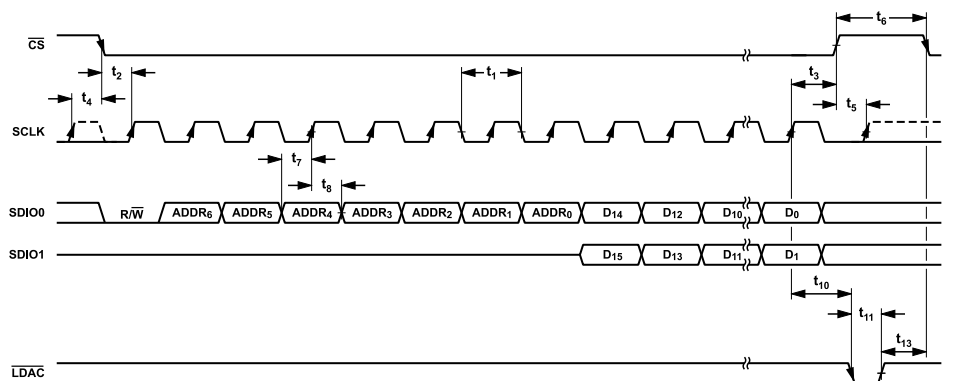 t6
CS
t2
t1
t3
t4
t5
SCLK
t7
t8
SDIO0 R/W ADDR6 ADDR5 ADDR4 ADDR3 ADDR2 ADDR1 ADDR0 D14 D12 D10 D0
SDIO1 D15 D13 D11 D1
t10
t11
t13
LDAC